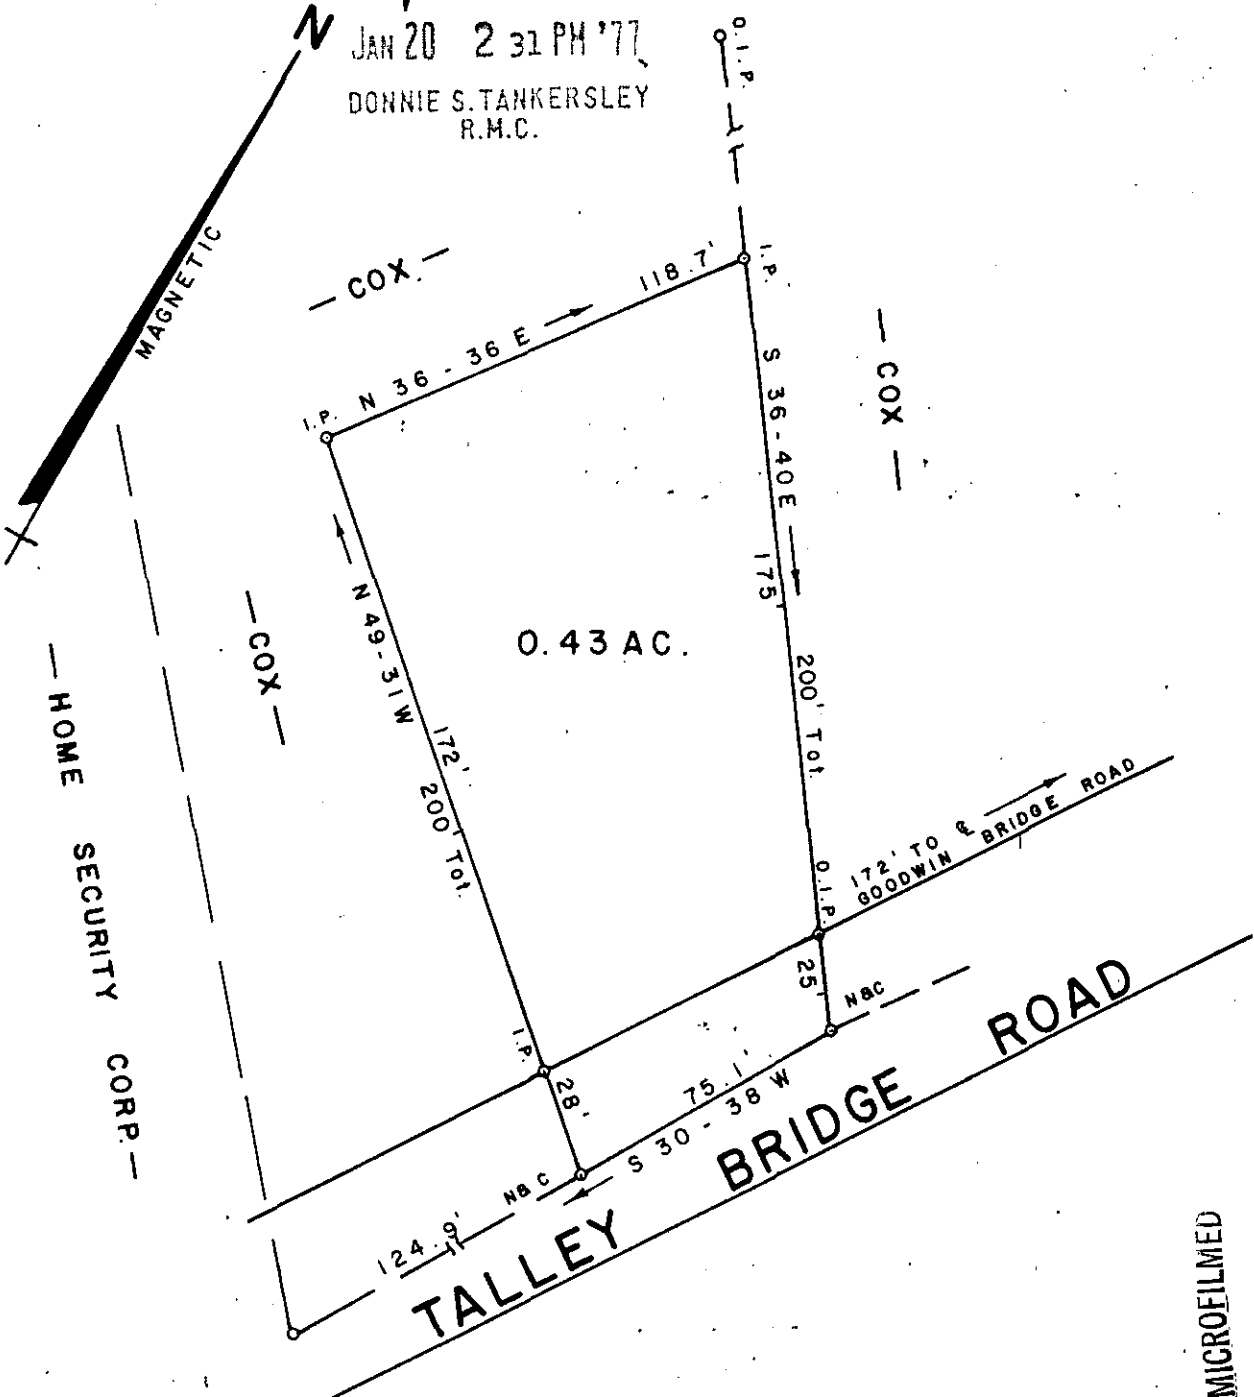 N
JAN 20 2 31 PM '77
DONNIE S. TANKERSLEY
R.M.C.
MAGNETIC
O.I.P.
I.P.
— COX. —
118.7'
N 36 - 36 E
I.P.
S 36 - 40 E
175'
200' Tot.
— COX —
N 49 - 31 W
172'
200' Tot.
— COX —
0.43 AC.
— HOME SECURITY CORP. —
O.I.P.
172' TO ℄
GOODWIN BRIDGE ROAD
25'
N&C
I.P.
28'
75.1'
S 30 - 38 W
N&C
124.9'
TALLEY BRIDGE ROAD
MICROFILMED